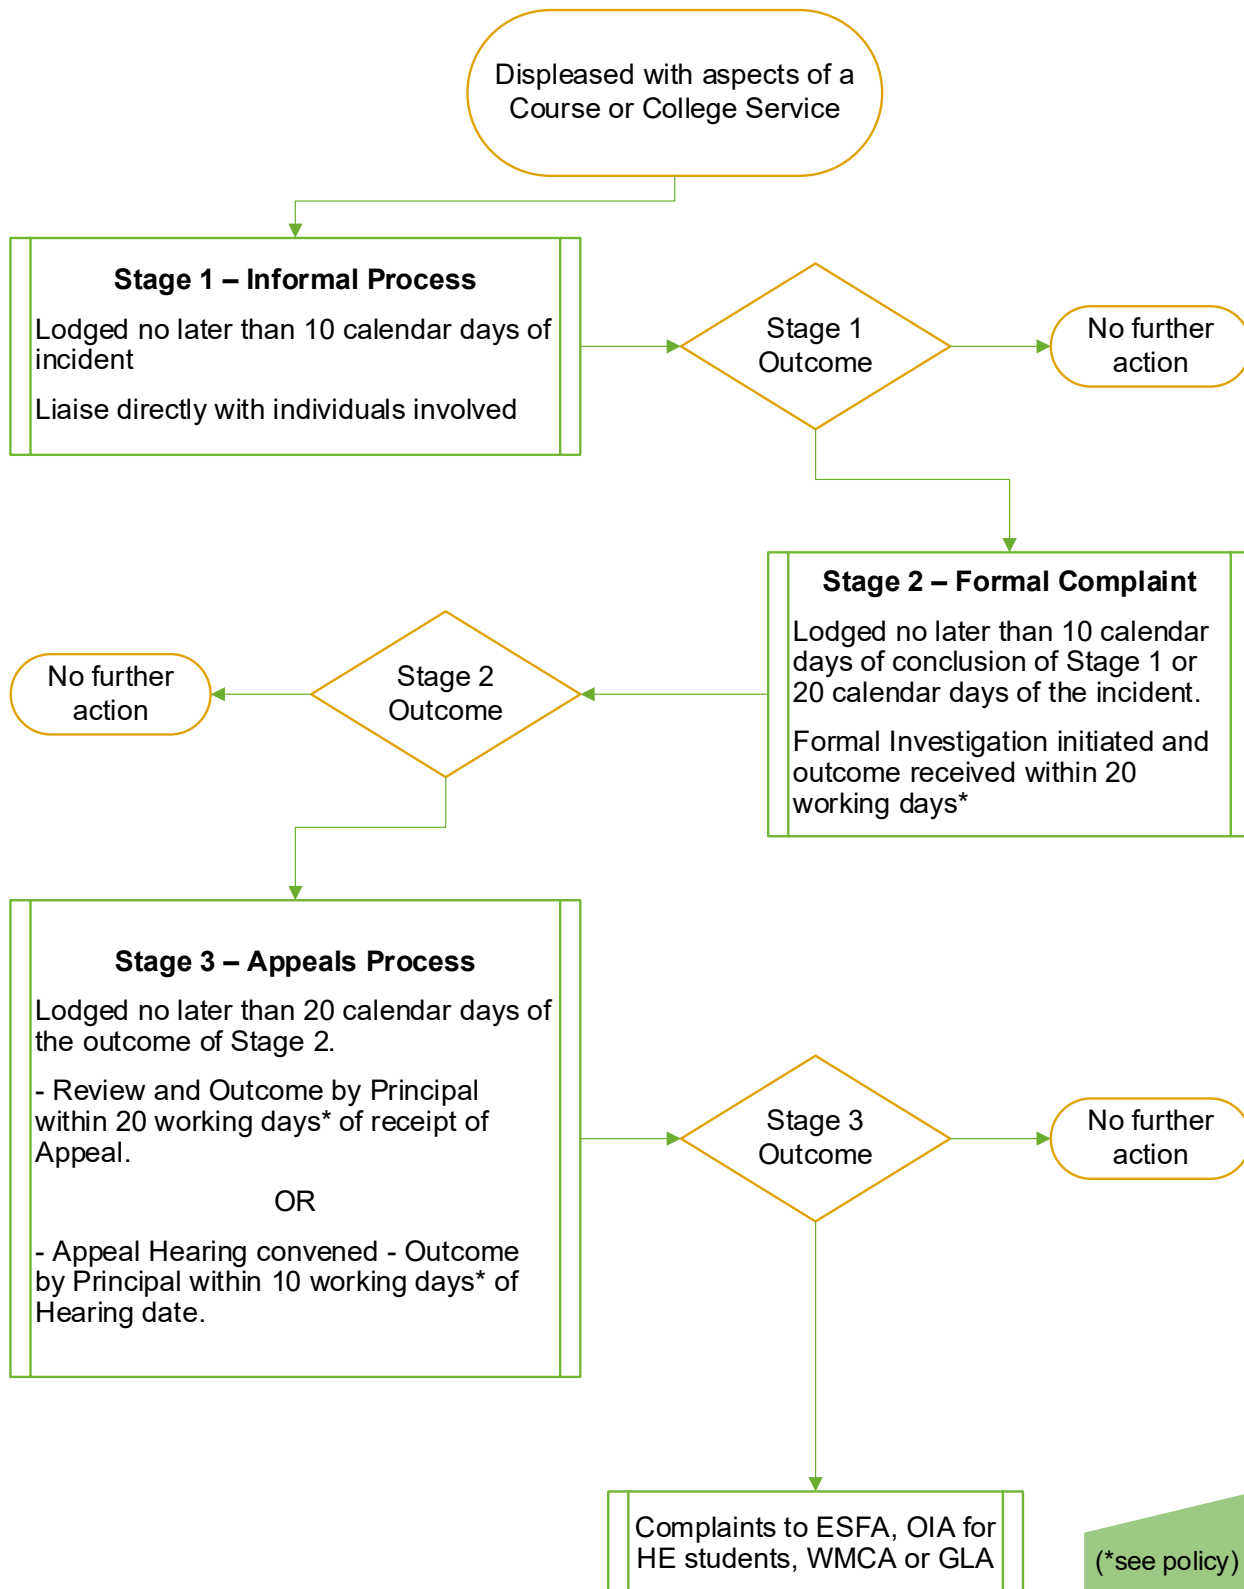 Displeased with aspects of a
Course or College Service
Stage 1 – Informal Process
Lodged no later than 10 calendar days of
incident
Liaise directly with individuals involved
Stage 1
Outcome
No further
action
Stage 2 – Formal Complaint
Lodged no later than 10 calendar
days of conclusion of Stage 1 or
20 calendar days of the incident.
Formal Investigation initiated and
outcome received within 20
working days*
Stage 2
Outcome
No further
action
Stage 3 – Appeals Process
Lodged no later than 20 calendar days of
the outcome of Stage 2.
- Review and Outcome by Principal
within 20 working days* of receipt of
Appeal.
OR
- Appeal Hearing convened - Outcome
by Principal within 10 working days* of
Hearing date.
Stage 3
Outcome
No further
action
Complaints to ESFA, OIA for
HE students, WMCA or GLA
(*see policy)